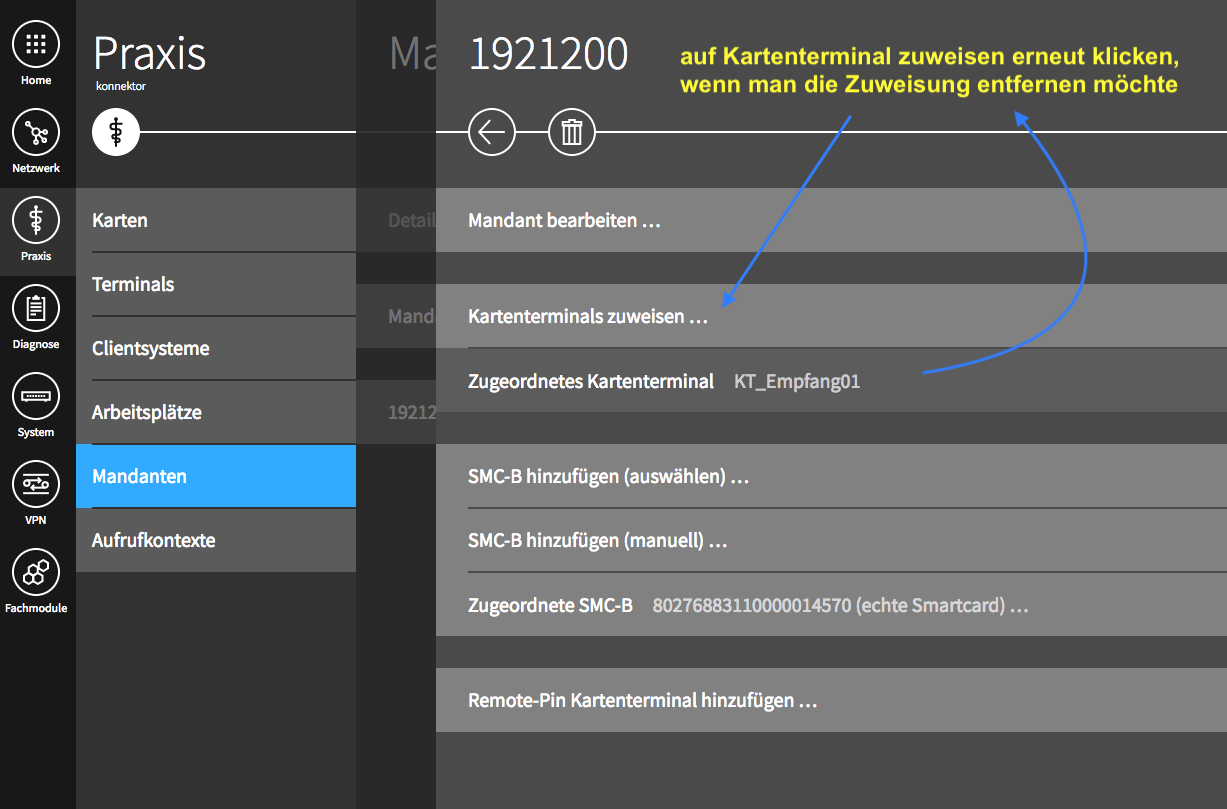 Home
Netzwerk
Praxis
Diagnose
System
VPN
Fachmodule
Praxis
konnektor
Karten
Terminals
Clientsysteme
Arbeitsplätze
Mandanten
Aufrufkontexte
Ma
Detail
Manda
19212
1921200
auf Kartenterminal zuweisen erneut klicken,
wenn man die Zuweisung entfernen möchte
Mandant bearbeiten ...
Kartenterminals zuweisen ...
Zugeordnetes Kartenterminal KT_Empfang01
SMC-B hinzufügen (auswählen) ...
SMC-B hinzufügen (manuell) ...
Zugeordnete SMC-B 80276883110000014570 (echte Smartcard) ...
Remote-Pin Kartenterminal hinzufügen ...